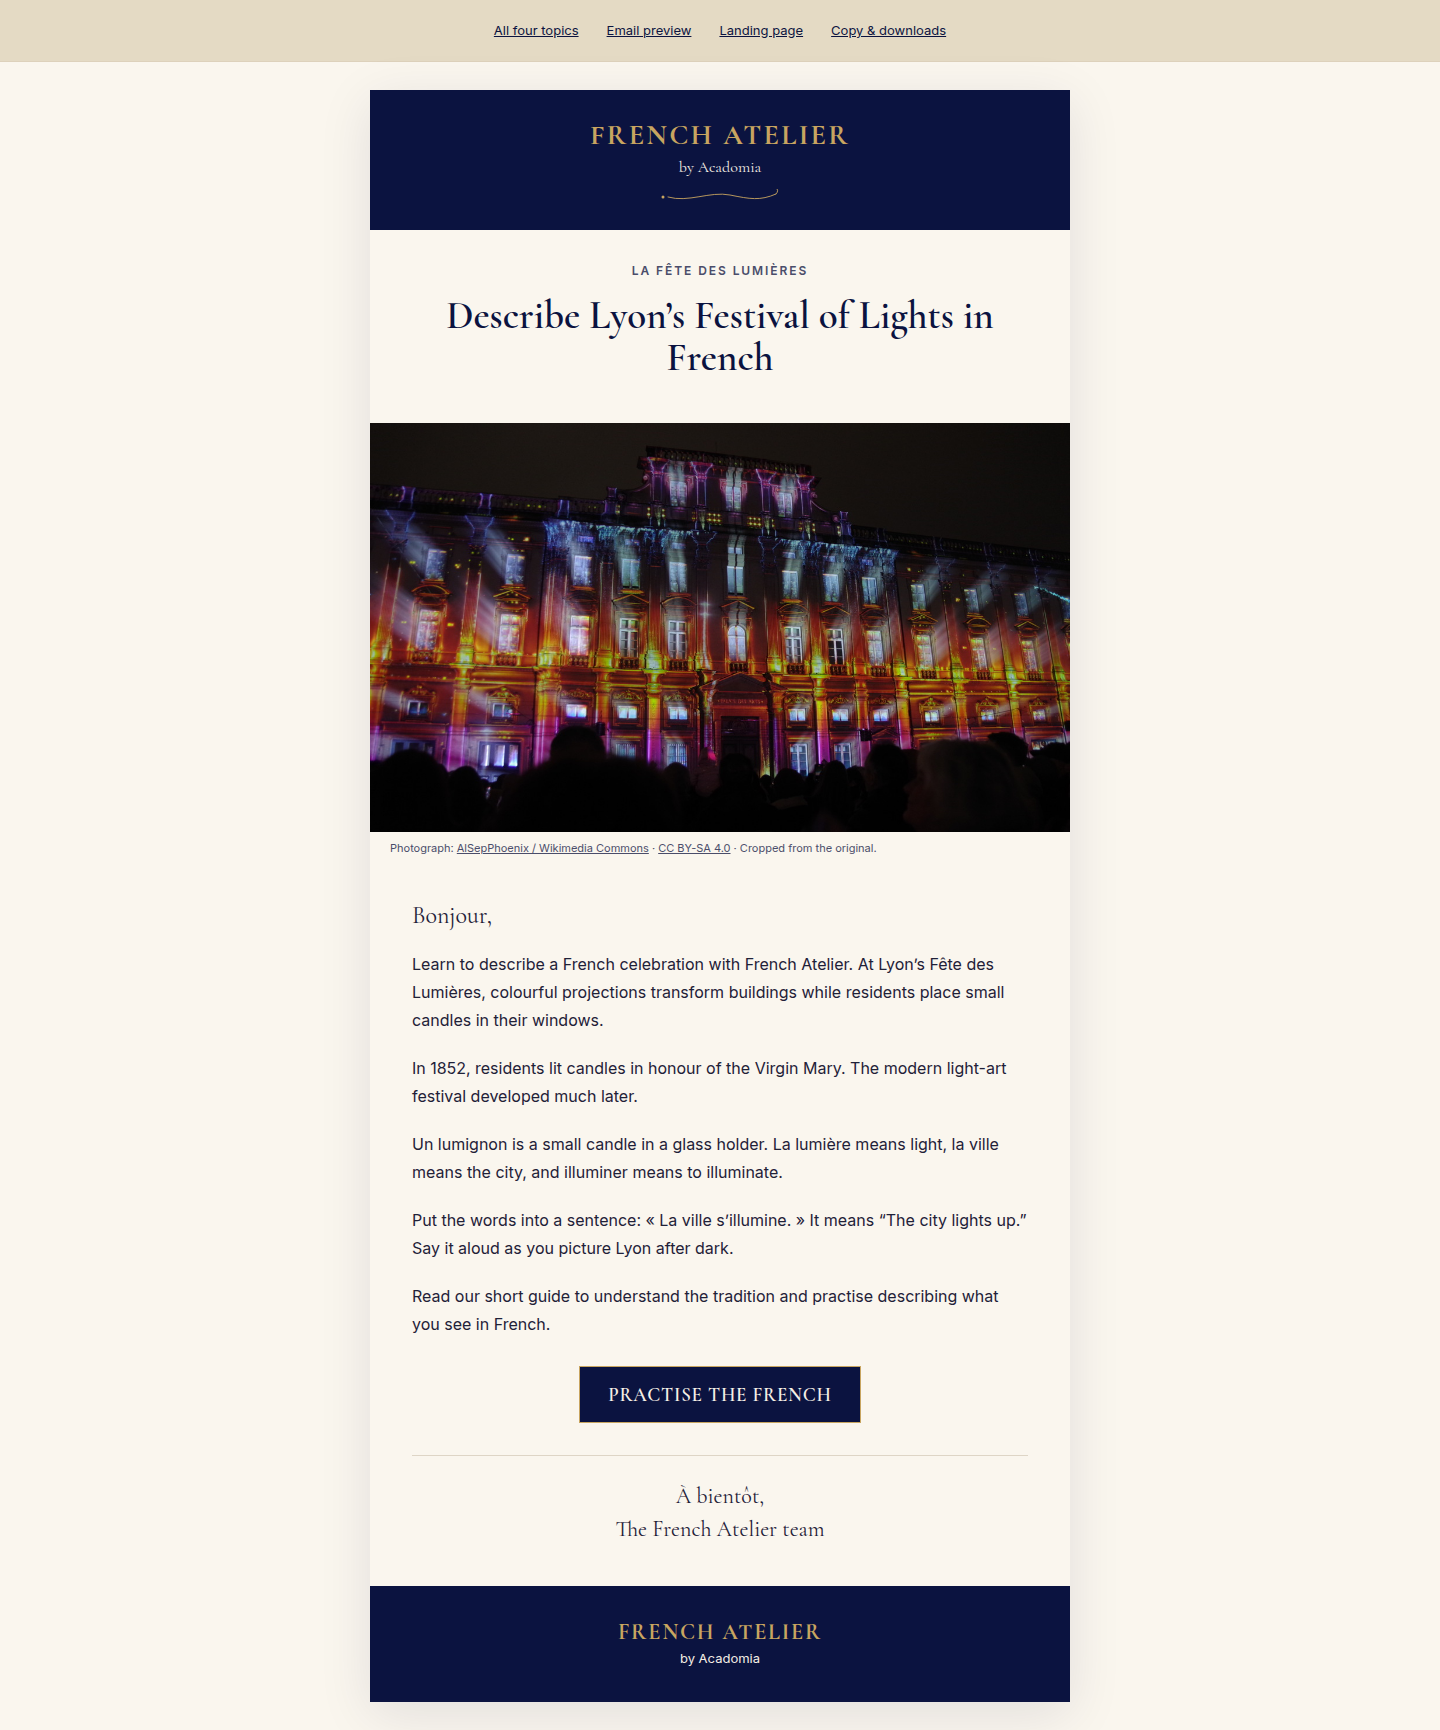 All four topics Email preview Landing page Copy & downloads
FRENCH ATELIER
by Acadomia
LA FÊTE DES LUMIÈRES
Describe Lyon’s Festival of Lights in
French
Photograph: AlSepPhoenix / Wikimedia Commons · CC BY-SA 4.0 · Cropped from the original.
Bonjour,
Learn to describe a French celebration with French Atelier. At Lyon’s Fête des
Lumières, colourful projections transform buildings while residents place small
candles in their windows.
In 1852, residents lit candles in honour of the Virgin Mary. The modern light-art
festival developed much later.
Un lumignon is a small candle in a glass holder. La lumière means light, la ville
means the city, and illuminer means to illuminate.
Put the words into a sentence: « La ville s’illumine. » It means “The city lights up.”
Say it aloud as you picture Lyon after dark.
Read our short guide to understand the tradition and practise describing what
you see in French.
PRACTISE THE FRENCH
À bientôt,
The French Atelier team
FRENCH ATELIER
by Acadomia